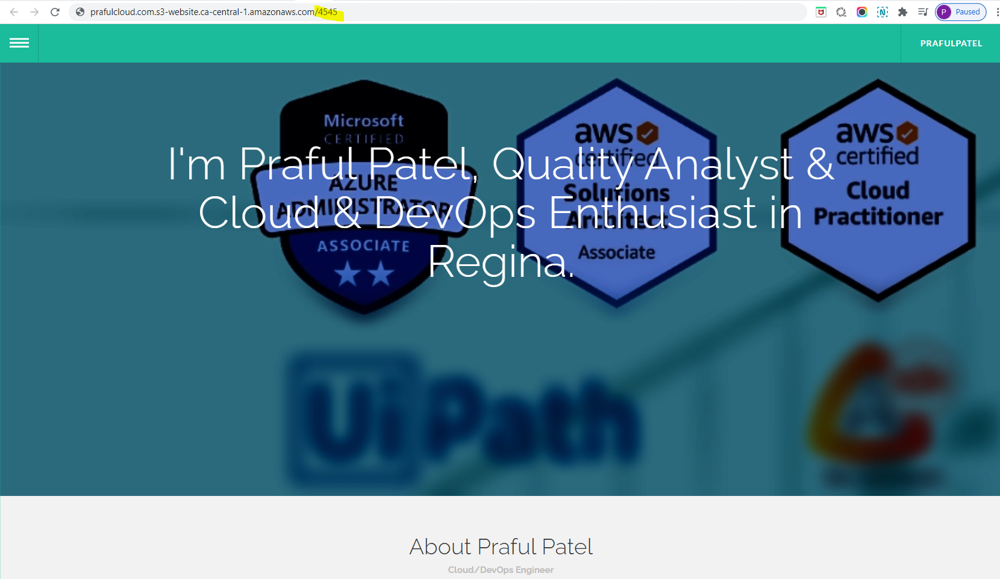 prafulcloud.com.s3-website.ca-central-1.amazonaws.com/4545
P Paused
PRAFULPATEL
Microsoft
CERTIFIED
AZURE
ADMINISTRATOR
ASSOCIATE
aws
certified
Solutions
Architect
Associate
aws
certified
Cloud
Practitioner
I'm Praful Patel, Quality Analyst &
Cloud & DevOps Enthusiast in
Regina.
UiPath
About Praful Patel
Cloud/DevOps Engineer